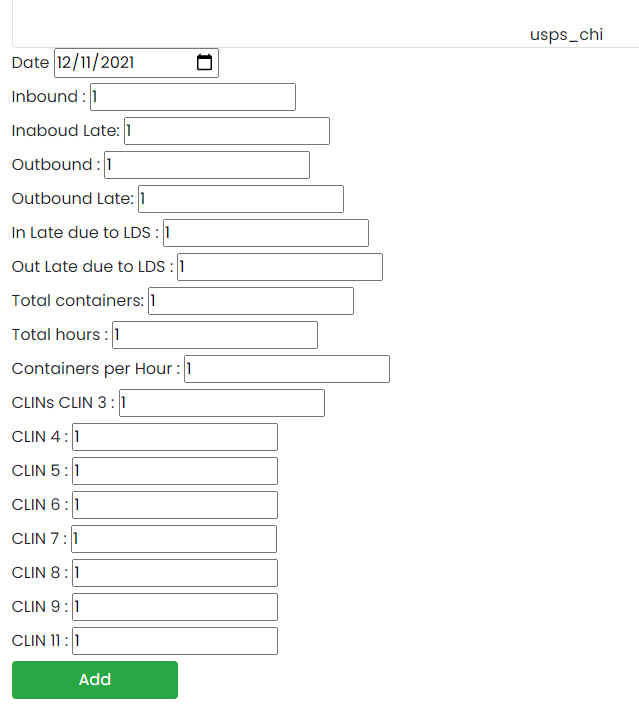 usps_chi
Date 12/11/2021
Inbound : 1
Inaboud Late: 1
Outbound : 1
Outbound Late: 1
In Late due to LDS : 1
Out Late due to LDS : 1
Total containers: 1
Total hours : 1
Containers per Hour : 1
CLINs CLIN 3 : 1
CLIN 4 : 1
CLIN 5 : 1
CLIN 6 : 1
CLIN 7 : 1
CLIN 8 : 1
CLIN 9 : 1
CLIN 11 : 1
Add